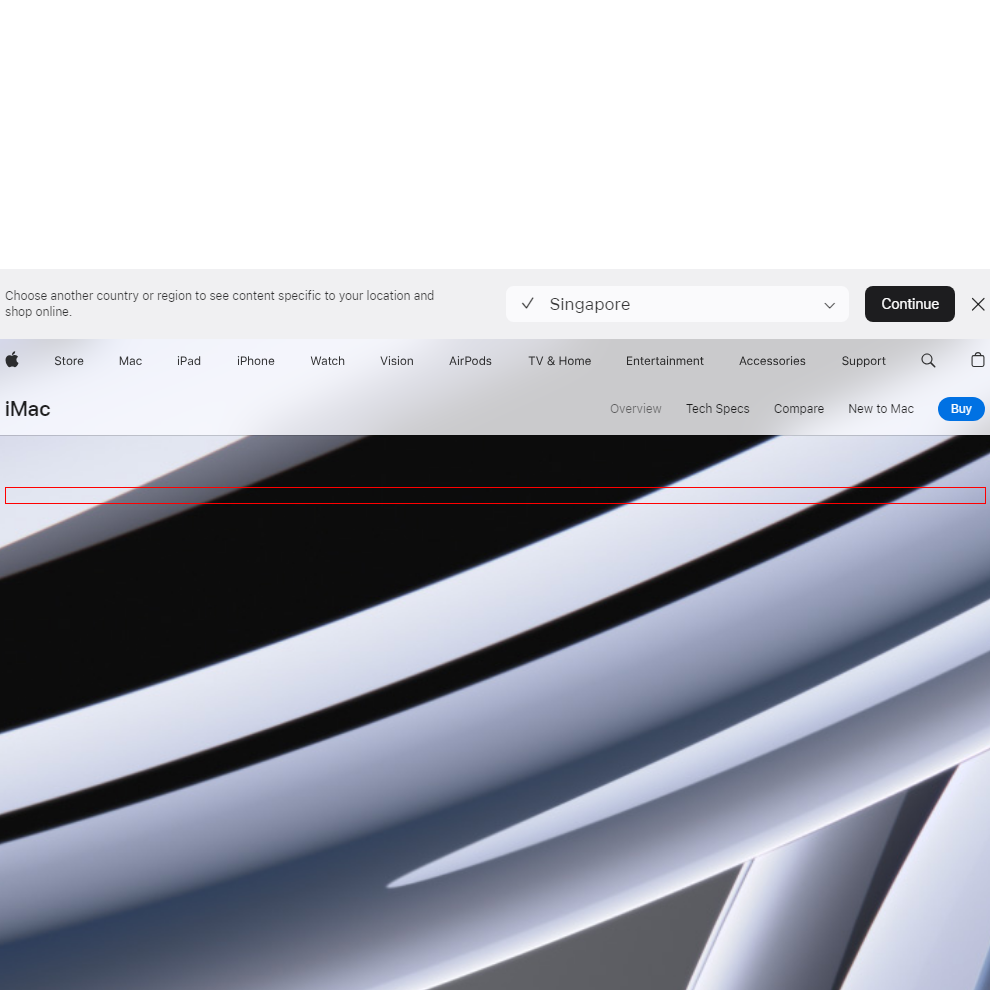 Choose another country or region to see content specific to your location and
shop online.
Singapore
Continue
Store Mac iPad iPhone Watch Vision AirPods TV & Home Entertainment Accessories Support
iMac
Overview Tech Specs Compare New to Mac Buy